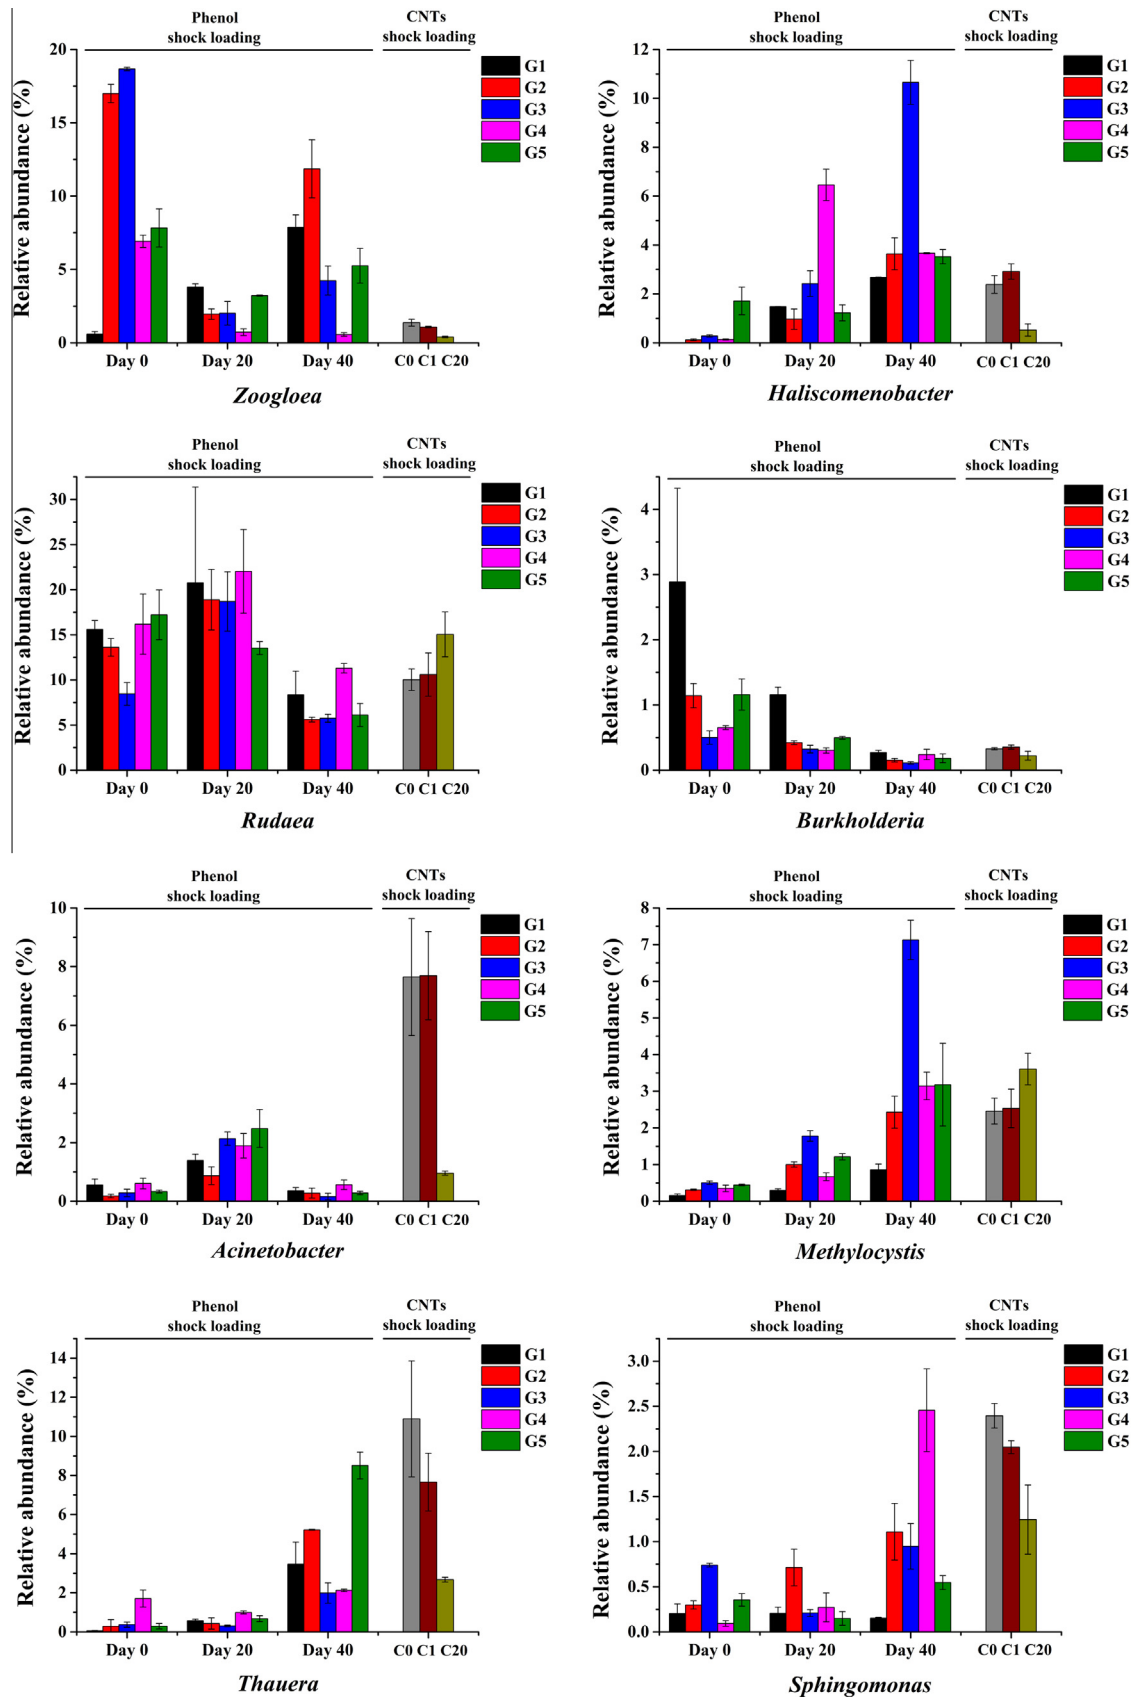 Phenol
shock loading
CNTs
shock loading
Relative abundance (%)
20
15
10
5
0
G1
G2
G3
G4
G5
Day 0 Day 20 Day 40 C0 C1 C20
Zoogloea
Phenol
shock loading
CNTs
shock loading
Relative abundance (%)
12
10
8
6
4
2
0
G1
G2
G3
G4
G5
Day 0 Day 20 Day 40 C0 C1 C20
Haliscomenobacter
Phenol
shock loading
CNTs
shock loading
Relative abundance (%)
30
25
20
15
10
5
0
G1
G2
G3
G4
G5
Day 0 Day 20 Day 40 C0 C1 C20
Rudaea
Phenol
shock loading
CNTs
shock loading
Relative abundance (%)
4
3
2
1
0
G1
G2
G3
G4
G5
Day 0 Day 20 Day 40 C0 C1 C20
Burkholderia
Phenol
shock loading
CNTs
shock loading
Relative abundance (%)
10
8
6
4
2
0
G1
G2
G3
G4
G5
Day 0 Day 20 Day 40 C0 C1 C20
Acinetobacter
Phenol
shock loading
CNTs
shock loading
Relative abundance (%)
8
7
6
5
4
3
2
1
0
G1
G2
G3
G4
G5
Day 0 Day 20 Day 40 C0 C1 C20
Methylocystis
Phenol
shock loading
CNTs
shock loading
Relative abundance (%)
14
12
10
8
6
4
2
0
G1
G2
G3
G4
G5
Day 0 Day 20 Day 40 C0 C1 C20
Thauera
Phenol
shock loading
CNTs
shock loading
Relative abundance (%)
3.0
2.5
2.0
1.5
1.0
0.5
0.0
G1
G2
G3
G4
G5
Day 0 Day 20 Day 40 C0 C1 C20
Sphingomonas